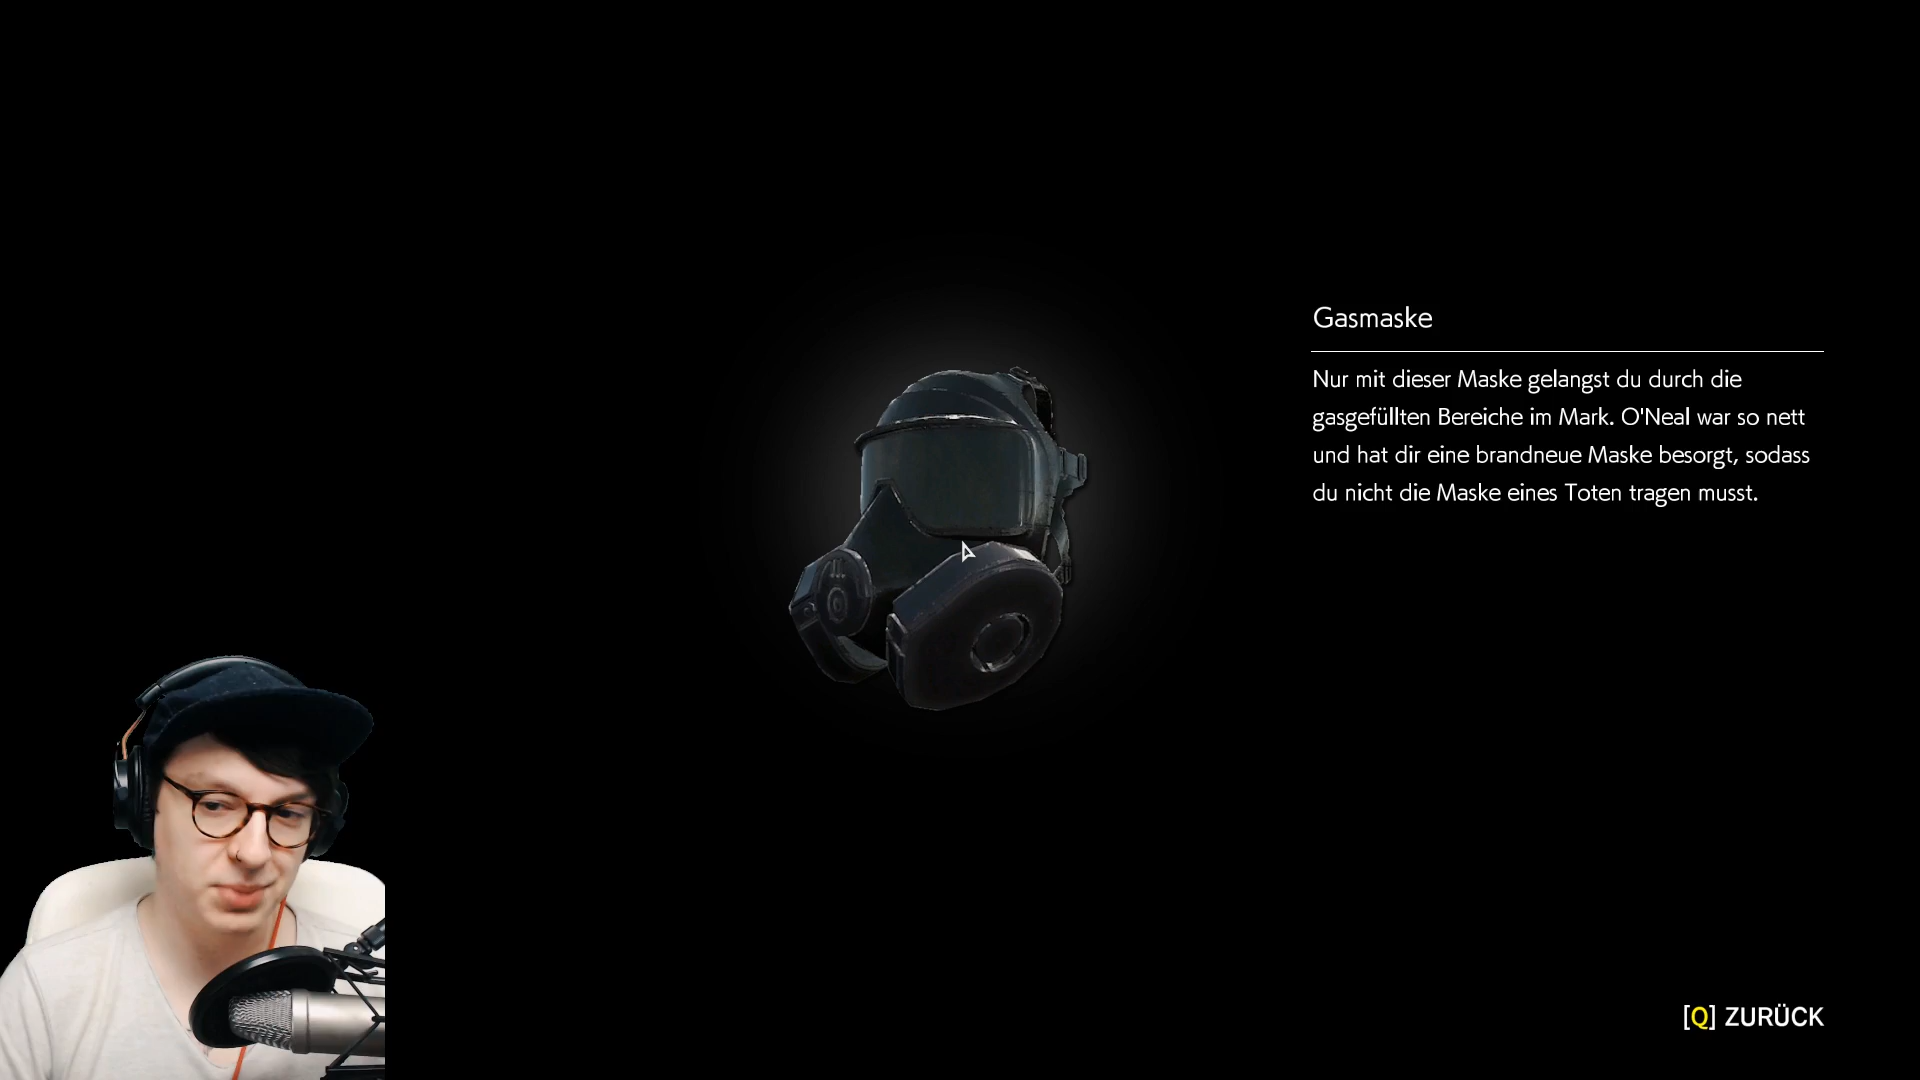 Gasmaske
Nur mit dieser Maske gelangst du durch die
gasgefüllten Bereiche im Mark. O'Neal war so nett
und hat dir eine brandneue Maske besorgt, sodass
du nicht die Maske eines Toten tragen musst.
[Q] ZURÜCK